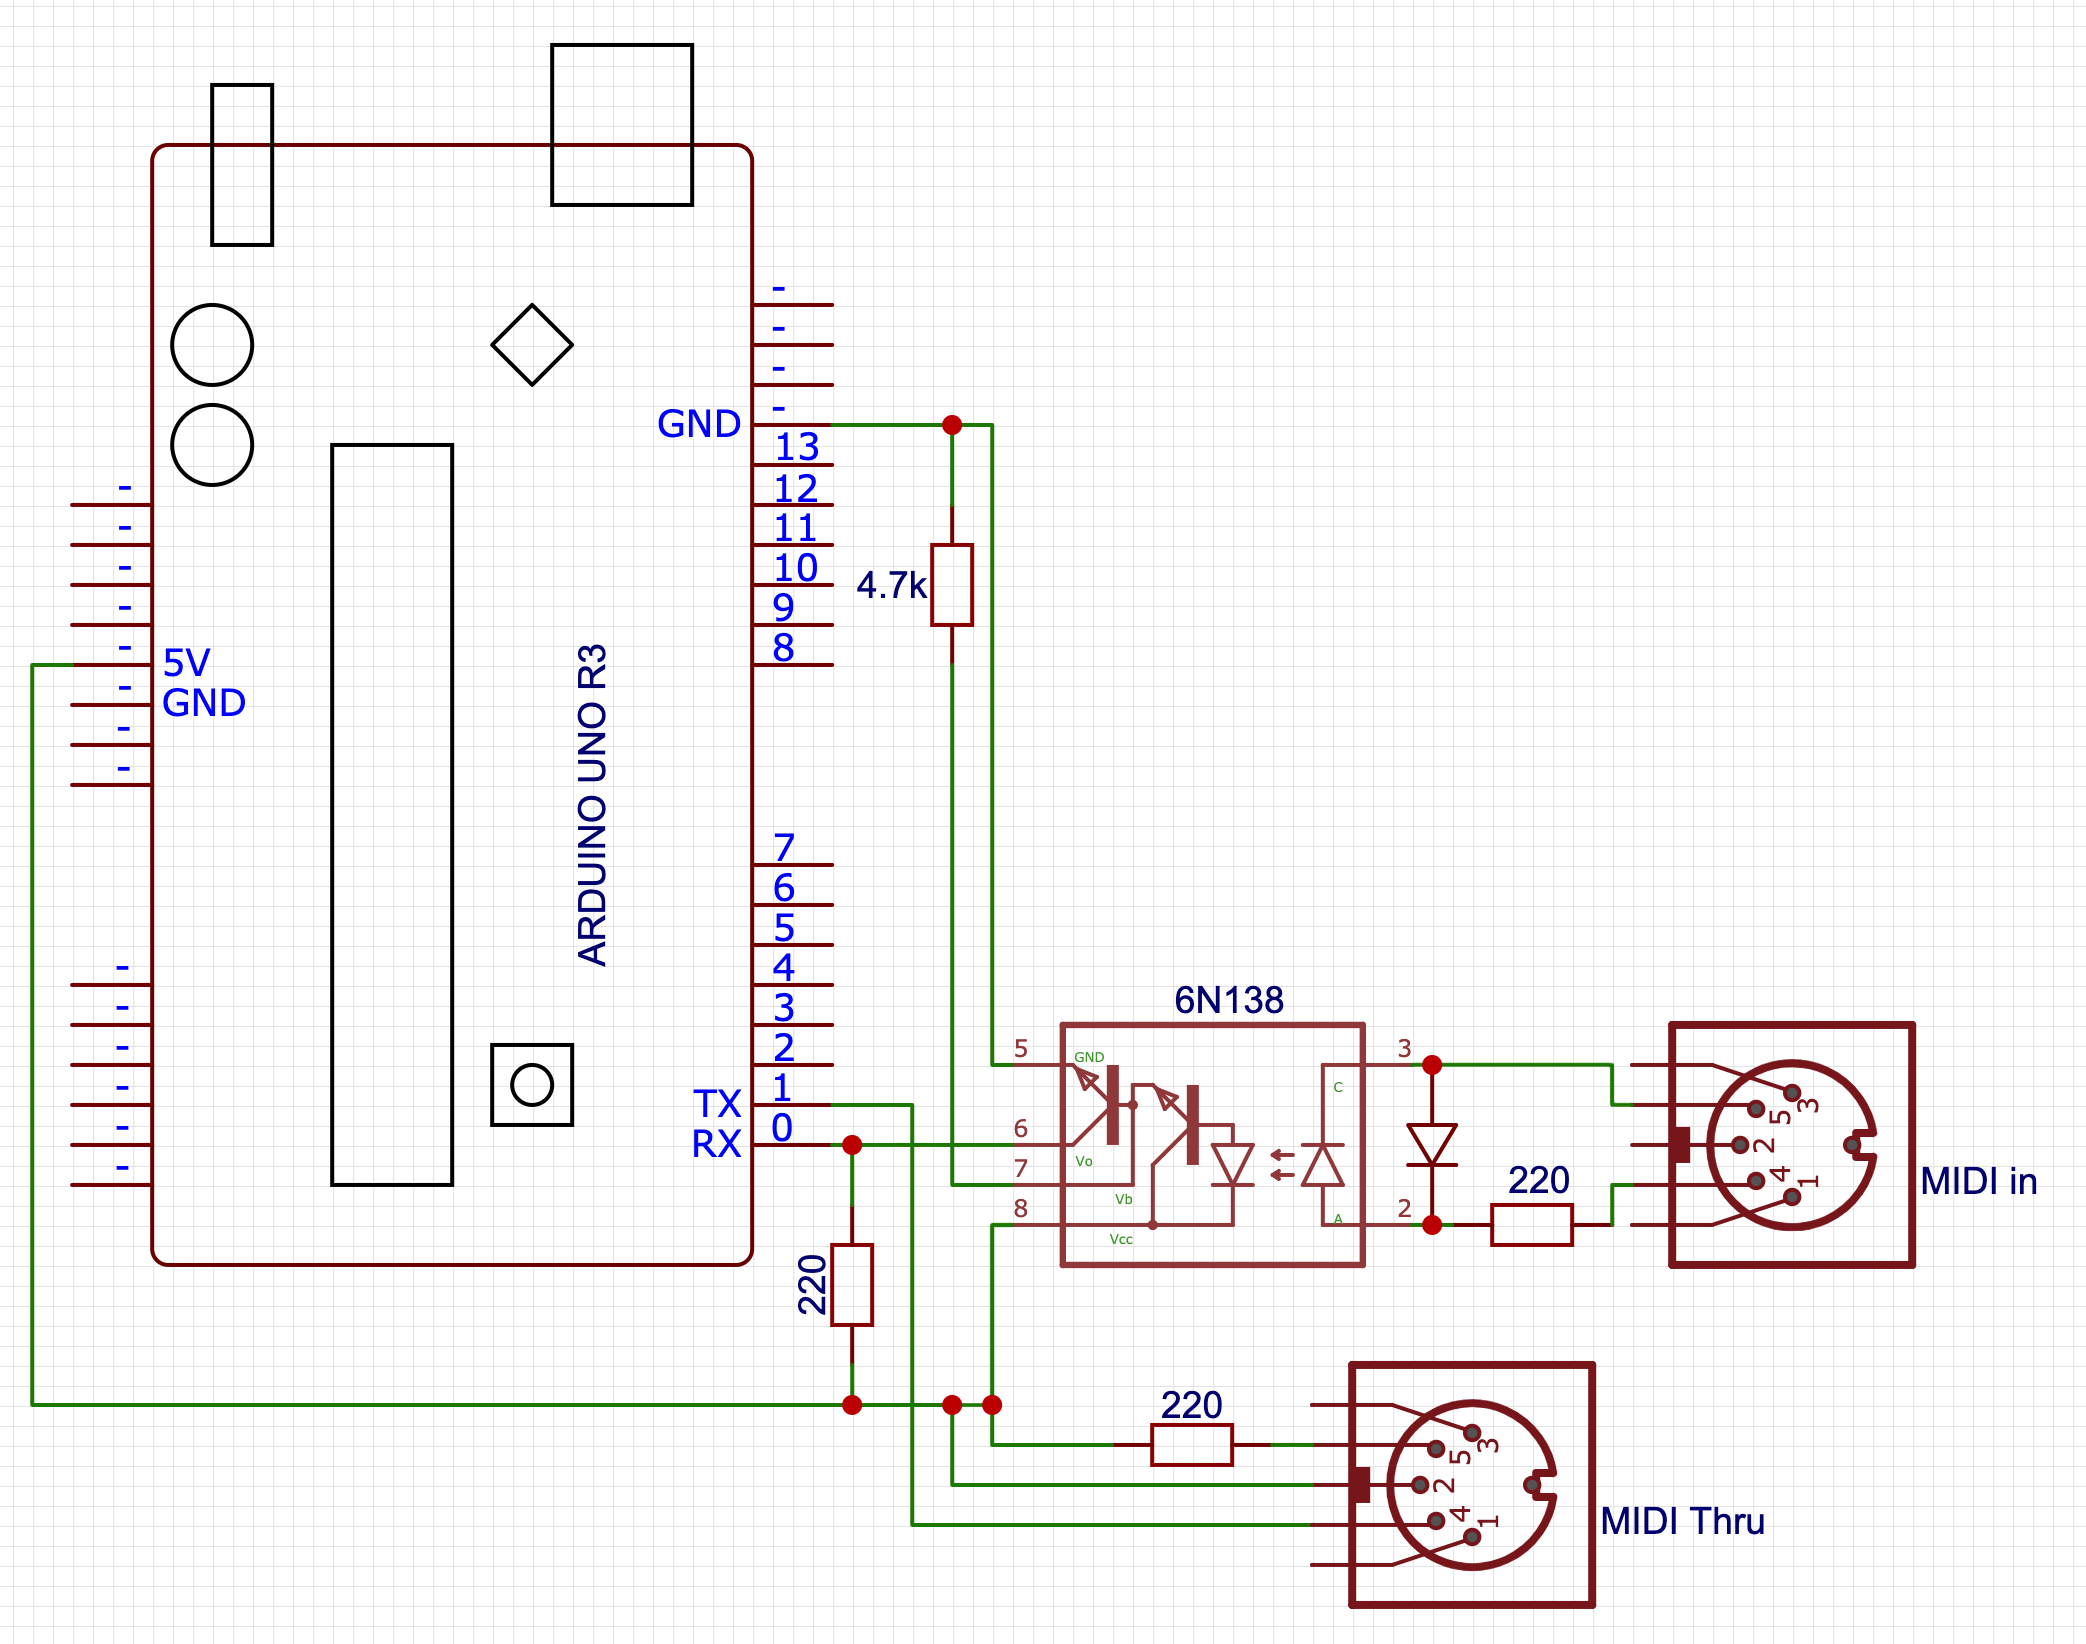 -
-
-
-
GND
13
12
11
10
9
8
4.7k
-
-
-
-
-
5V
-
GND
-
-
ARDUINO UNO R3
7
6
5
4
3
2
TX 1
RX 0
-
-
-
-
-
-
6N138
5 GND
6 Vo
7 Vb
8 Vcc
3 C
2 A
220
3
5
2
4
1
MIDI in
220
220
3
5
2
4
1
MIDI Thru